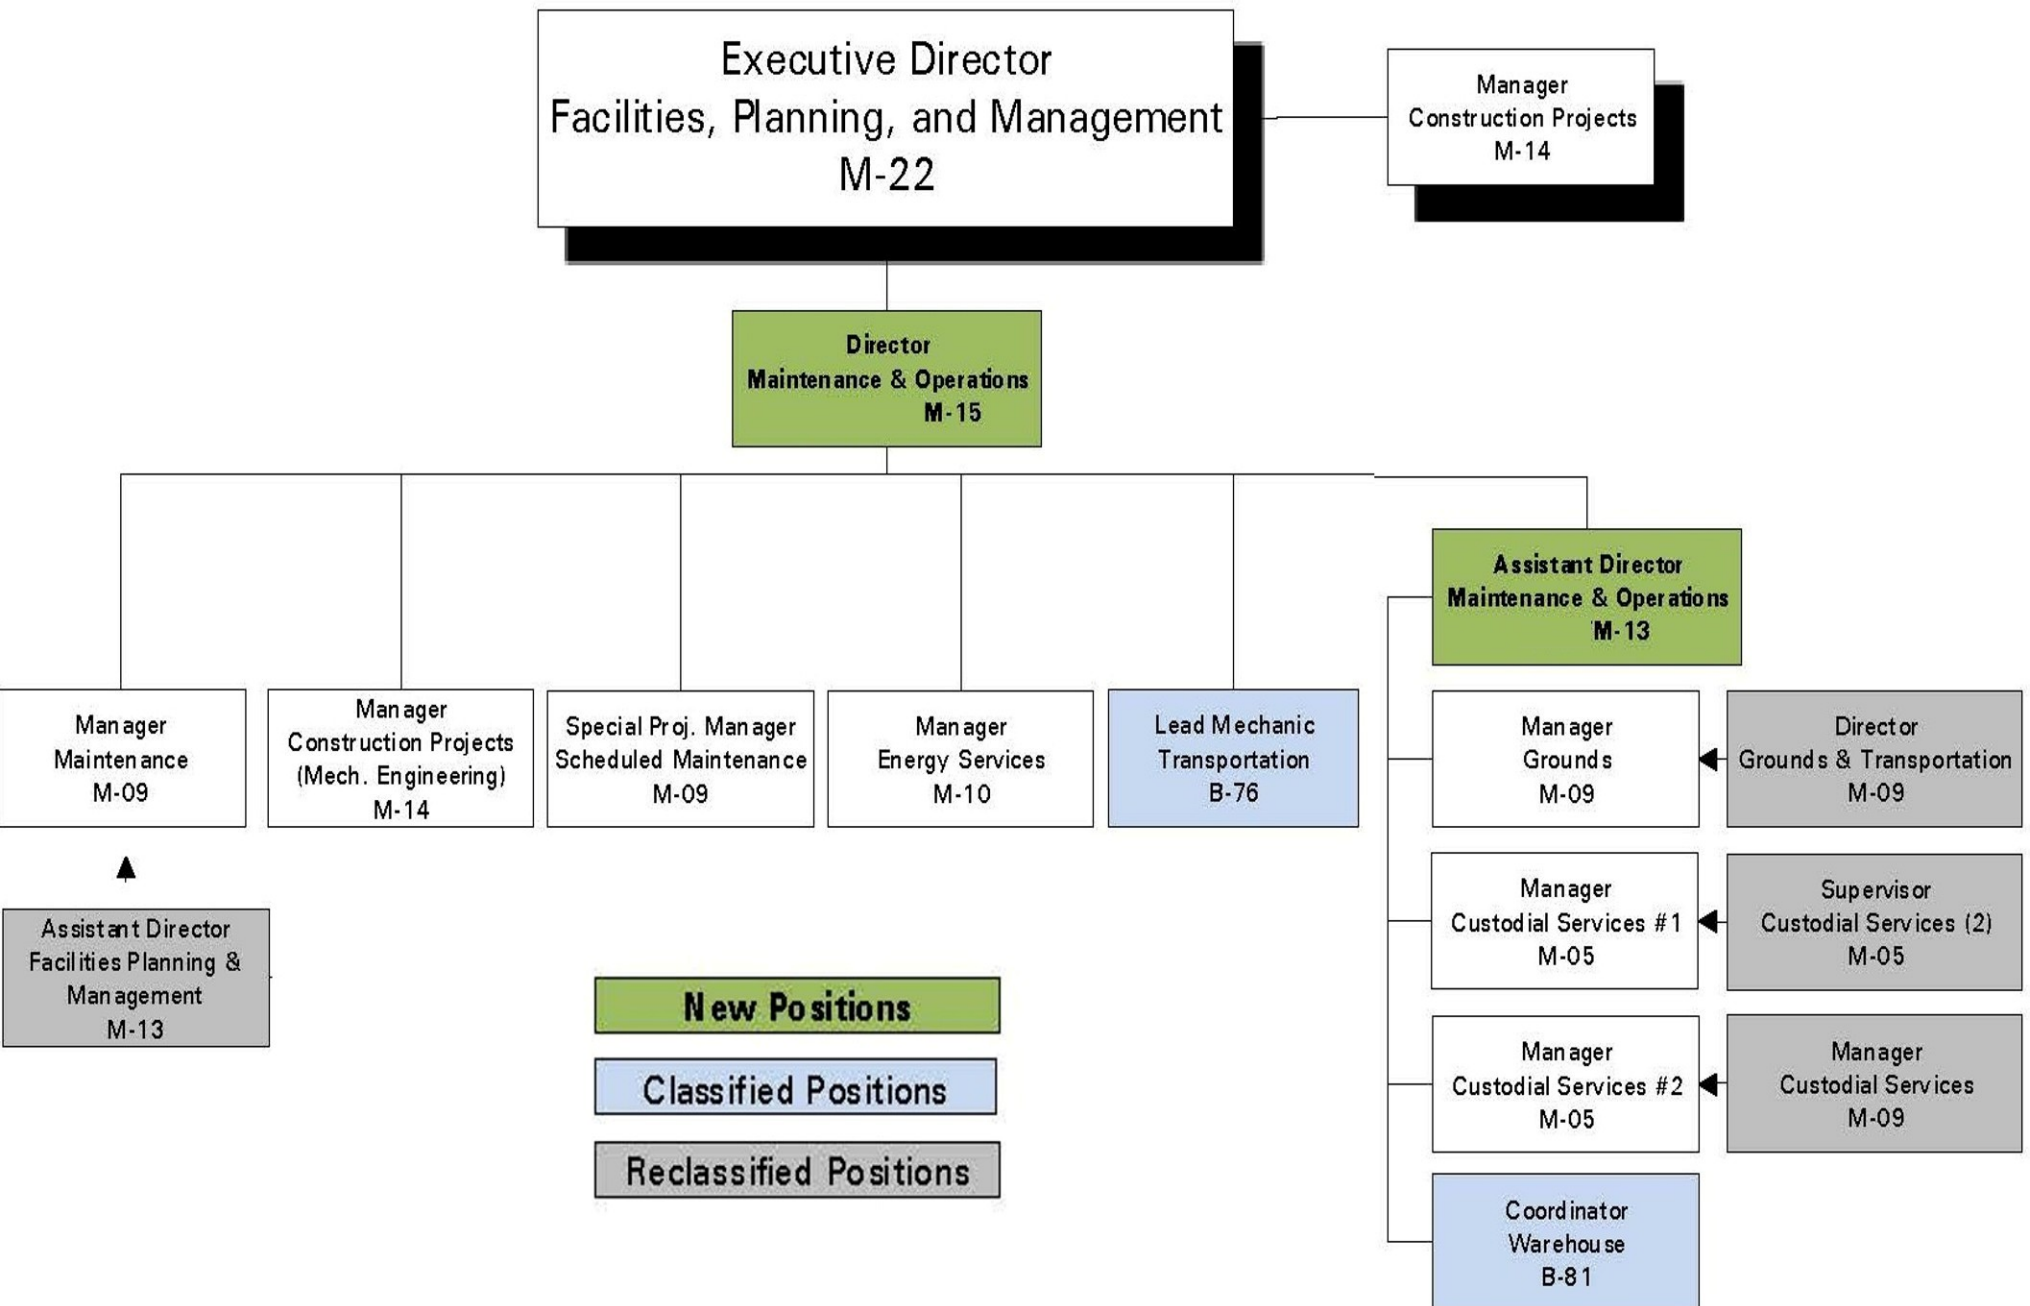 Executive Director
Facilities, Planning, and Management
M-22
Manager
Construction Projects
M-14
Director
Maintenance & Operations
M-15
Assistant Director
Maintenance & Operations
M-13
Manager
Maintenance
M-09
Manager
Construction Projects
(Mech. Engineering)
M-14
Special Proj. Manager
Scheduled Maintenance
M-09
Manager
Energy Services
M-10
Lead Mechanic
Transportation
B-76
Manager
Grounds
M-09
Director
Grounds & Transportation
M-09
Manager
Custodial Services #1
M-05
Supervisor
Custodial Services (2)
M-05
Assistant Director
Facilities Planning &
Management
M-13
Manager
Custodial Services #2
M-05
Manager
Custodial Services
M-09
Coordinator
Warehouse
B-81
New Positions
Classified Positions
Reclassified Positions